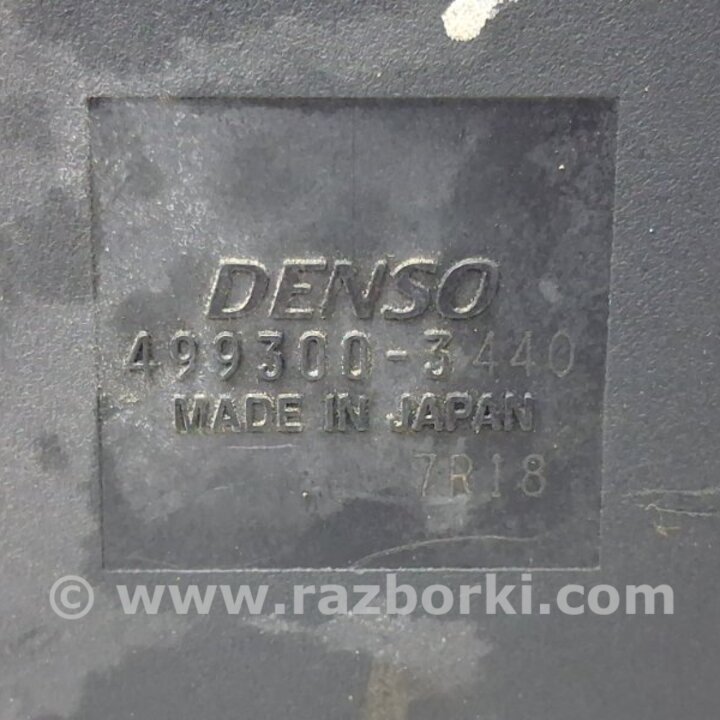 DENSO
499300-3440
MADE IN JAPAN
7R18
© www.razborki.com